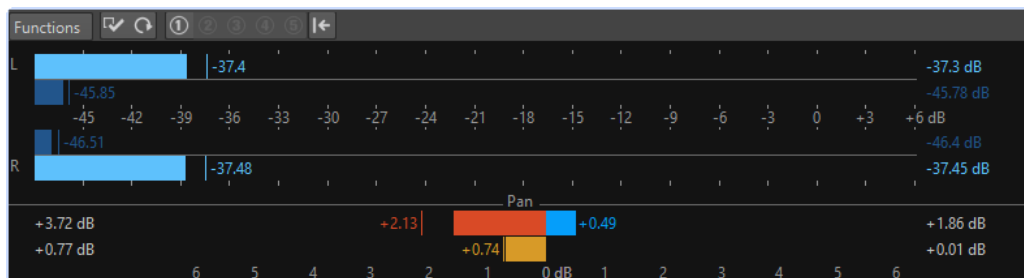 Functions 1 2 3 4 5
L -37.4 -37.3 dB
-45.85 -45.78 dB
-45 -42 -39 -36 -33 -30 -27 -24 -21 -18 -15 -12 -9 -6 -3 0 +3 +6 dB
-46.51 -46.4 dB
R -37.48 -37.45 dB
Pan
+3.72 dB +2.13 +0.49 +1.86 dB
+0.77 dB +0.74 +0.01 dB
6 5 4 3 2 1 0 dB 1 2 3 4 5 6